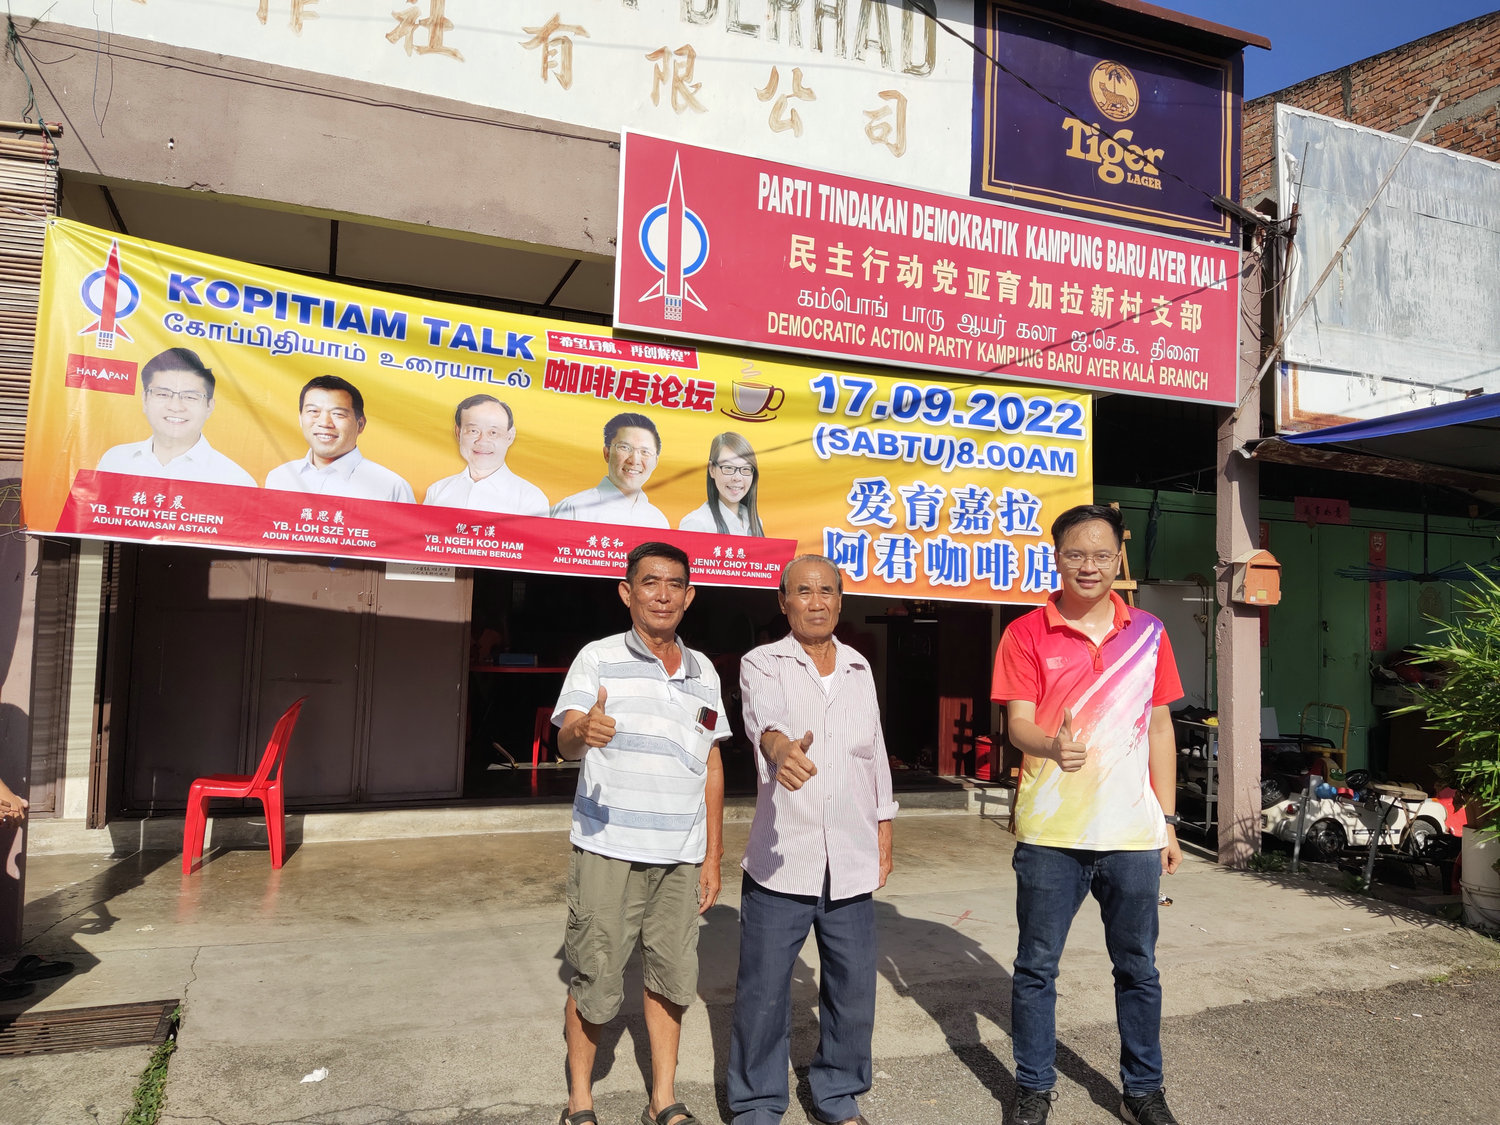 BERHAD
作社有限公司
Tiger
LAGER
PARTI TINDAKAN DEMOKRATIK KAMPUNG BARU AYER KALA
民主行动党亚育加拉新村支部
கம்பொங் பாரு ஆயர் கலா ஜ.செ.க. திளை
DEMOCRATIC ACTION PARTY KAMPUNG BARU AYER KALA BRANCH
KOPITIAM TALK
கோப்பிதியாம் உரையாடல்
"希望启航、再创辉煌"
咖啡店论坛
HARAPAN
17.09.2022
(SABTU)8.00AM
爱育嘉拉
阿君咖啡店
张宇晨
YB. TEOH YEE CHERN
ADUN KAWASAN ASTAKA
羅思義
YB. LOH SZE YEE
ADUN KAWASAN JALONG
倪可漢
YB. NGEH KOO HAM
AHLI PARLIMEN BERUAS
黄家和
YB. WONG KAH
AHLI PARLIMEN IPOH
崔慈恩
JENNY CHOY TSI JEN
ADUN KAWASAN CANNING